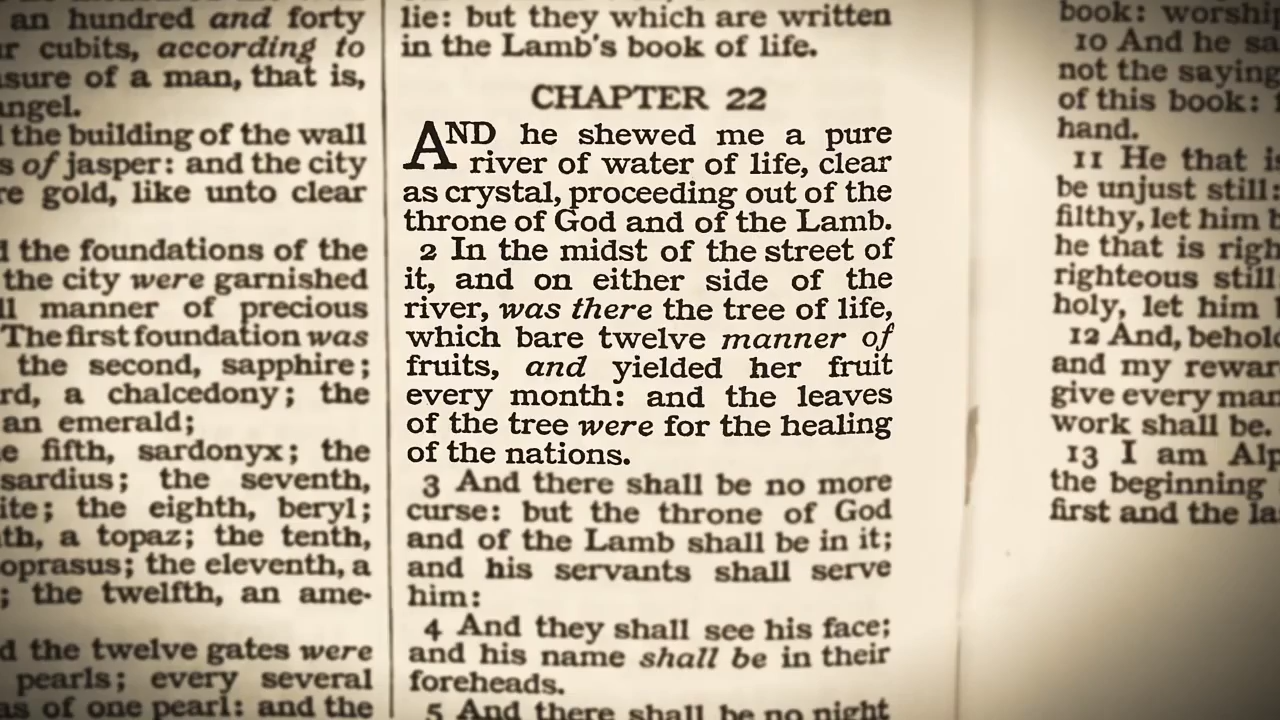 an hundred and forty
cubits, according to
sure of a man, that is,
angel.
the building of the wall
of jasper: and the city
gold, like unto clear
the foundations of the
the city were garnished
manner of precious
The first foundation was
the second, sapphire;
a chalcedony; the
an emerald;
fifth, sardonyx; the
sardius; the seventh,
the eighth, beryl;
a topaz; the tenth,
oprasus; the eleventh, a
; the twelfth, an ame-
the twelve gates were
pearls; every several
of one pearl: and the
lie: but they which are written
in the Lamb's book of life.
CHAPTER 22
AND he shewed me a pure
river of water of life, clear
as crystal, proceeding out of the
throne of God and of the Lamb.
2 In the midst of the street of
it, and on either side of the
river, was there the tree of life,
which bare twelve manner of
fruits, and yielded her fruit
every month: and the leaves
of the tree were for the healing
of the nations.
3 And there shall be no more
curse: but the throne of God
and of the Lamb shall be in it;
and his servants shall serve
him:
4 And they shall see his face;
and his name shall be in their
foreheads.
5 And there shall be no night
book: worship
10 And he sa
not the saying
of this book:
hand.
11 He that is
be unjust still:
filthy, let him b
he that is righ
righteous still
holy, let him
12 And, behold
and my rewar
give every man
work shall be.
13 I am Alp
the beginning
first and the la